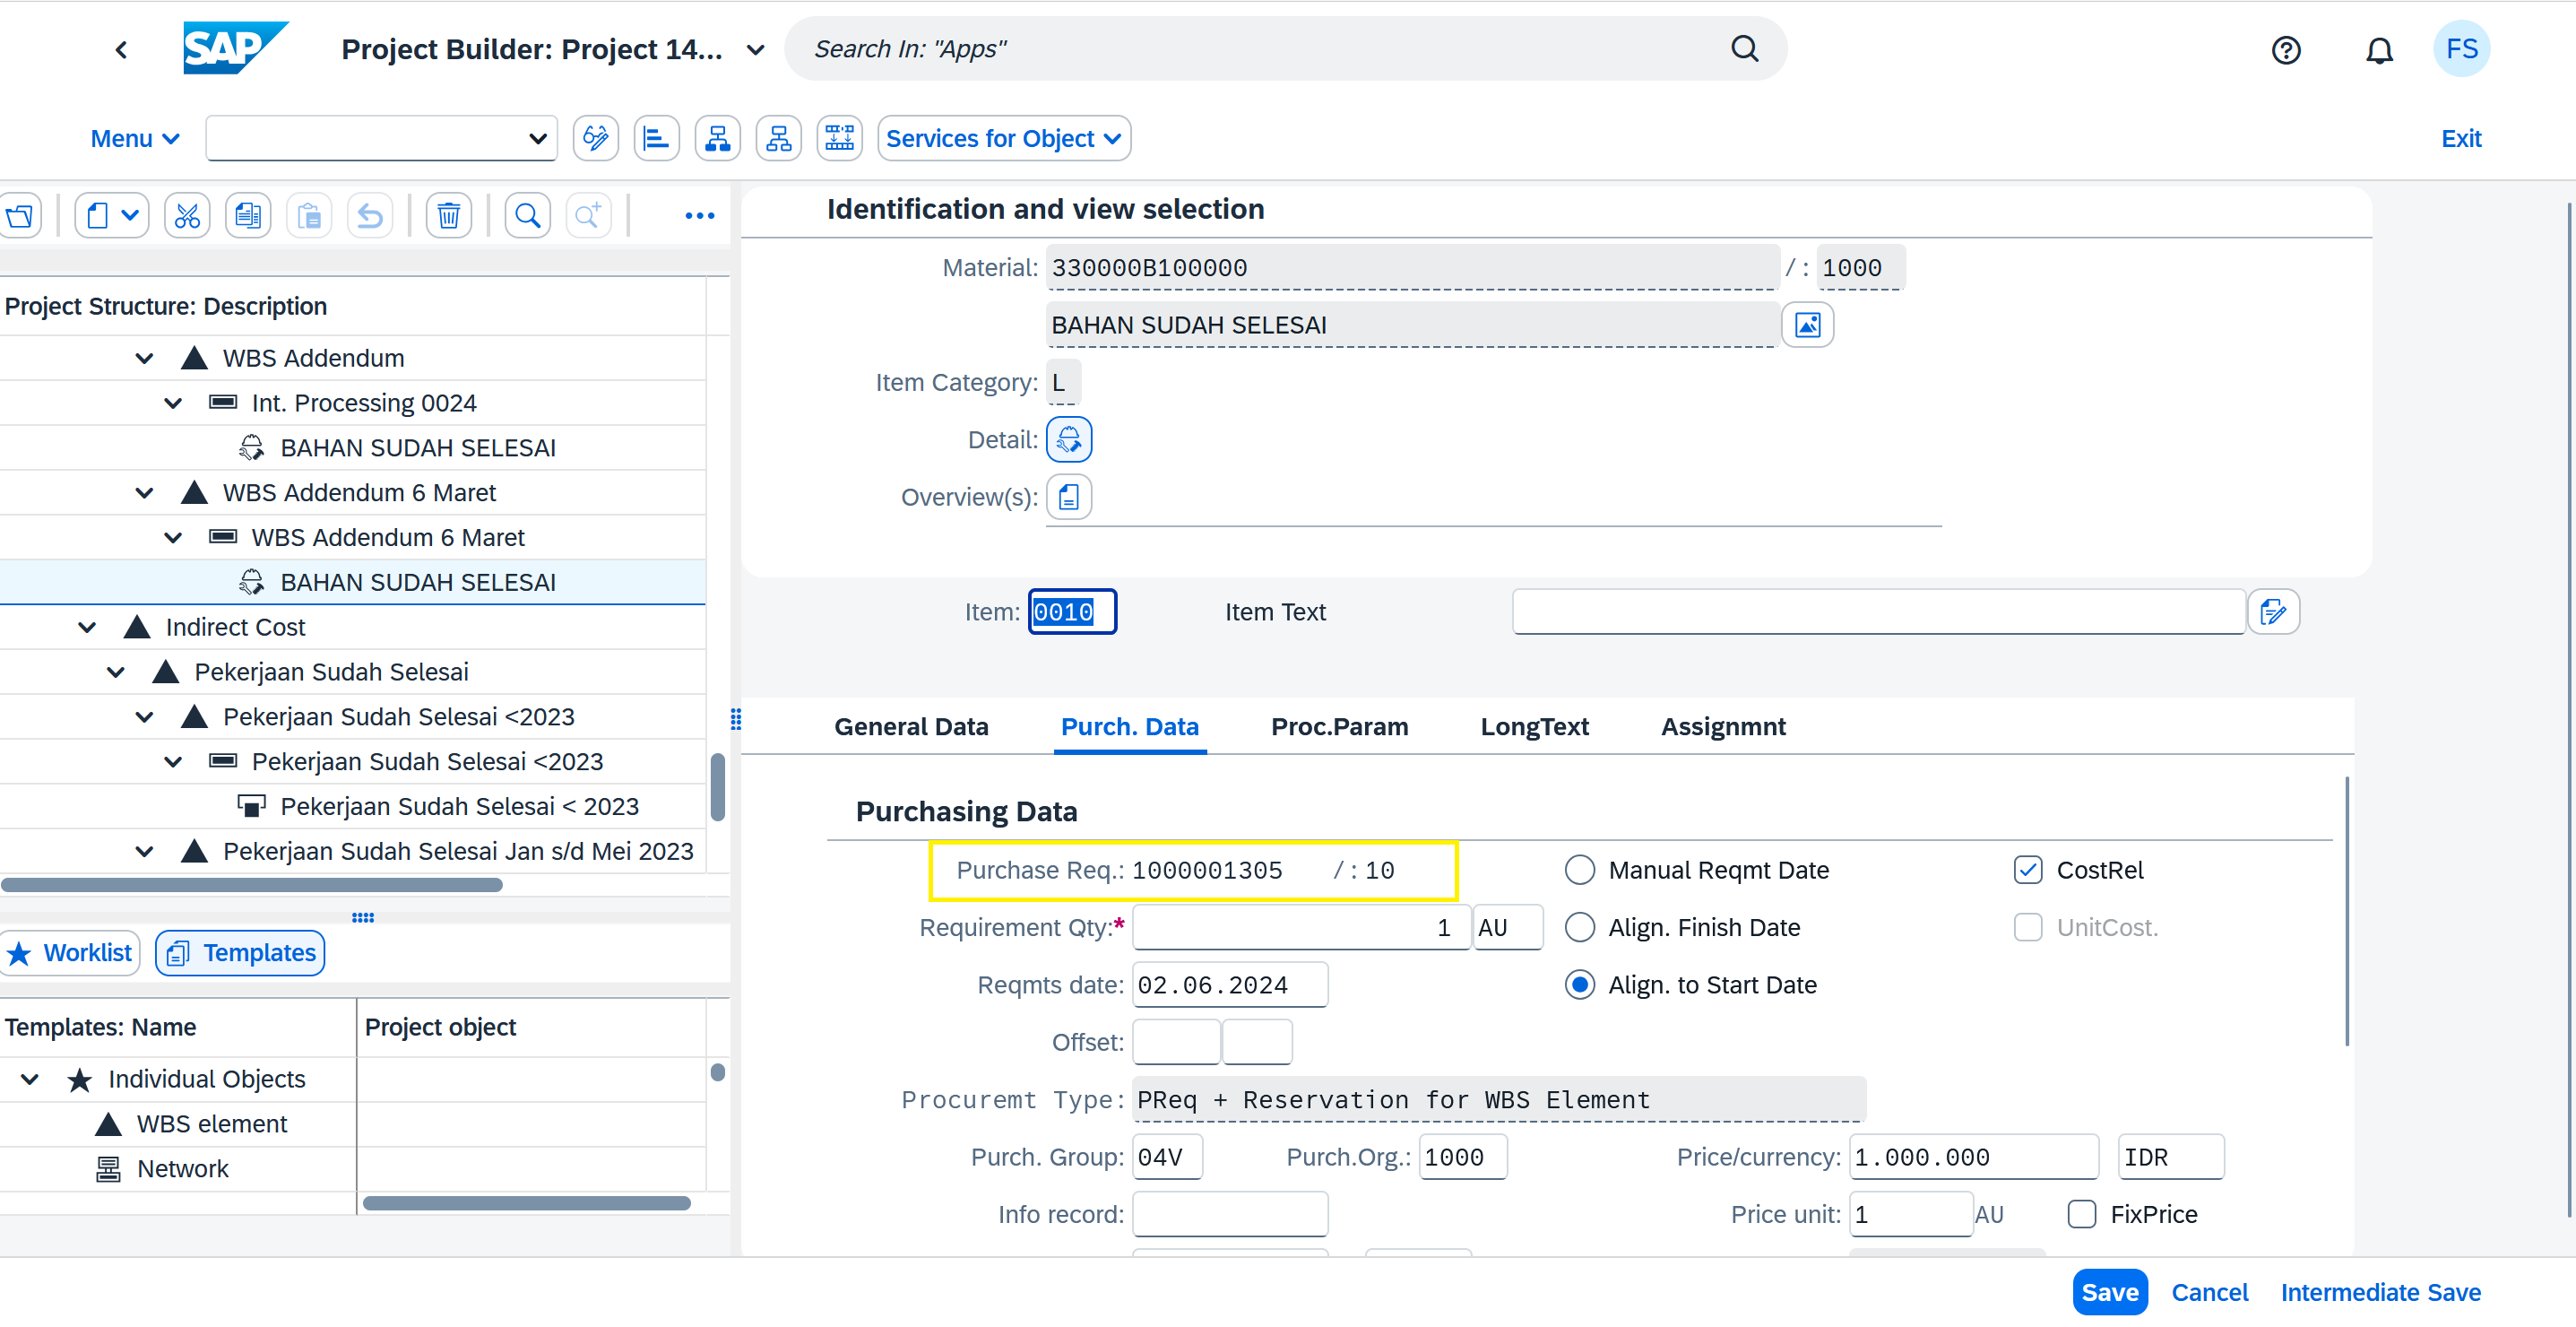 SAP Project Builder: Project 14... Search In: "Apps" FS
Menu Services for Object Exit
Project Structure: Description
WBS Addendum
Int. Processing 0024
BAHAN SUDAH SELESAI
WBS Addendum 6 Maret
WBS Addendum 6 Maret
BAHAN SUDAH SELESAI
Indirect Cost
Pekerjaan Sudah Selesai
Pekerjaan Sudah Selesai <2023
Pekerjaan Sudah Selesai <2023
Pekerjaan Sudah Selesai < 2023
Pekerjaan Sudah Selesai Jan s/d Mei 2023
Worklist Templates
Templates: Name Project object
Individual Objects
WBS element
Network
Identification and view selection
Material: 330000B100000 /: 1000
BAHAN SUDAH SELESAI
Item Category: L
Detail:
Overview(s):
Item: 0010 Item Text
General Data Purch. Data Proc.Param LongText Assignmnt
Purchasing Data
Purchase Req.: 1000001305 /: 10 Manual Reqmt Date CostRel
Requirement Qty:* 1 AU Align. Finish Date UnitCost.
Reqmts date: 02.06.2024 Align. to Start Date
Offset:
Procuremt Type: PReq + Reservation for WBS Element
Purch. Group: 04V Purch.Org.: 1000 Price/currency: 1.000.000 IDR
Info record: Price unit: 1 AU FixPrice
Save Cancel Intermediate Save